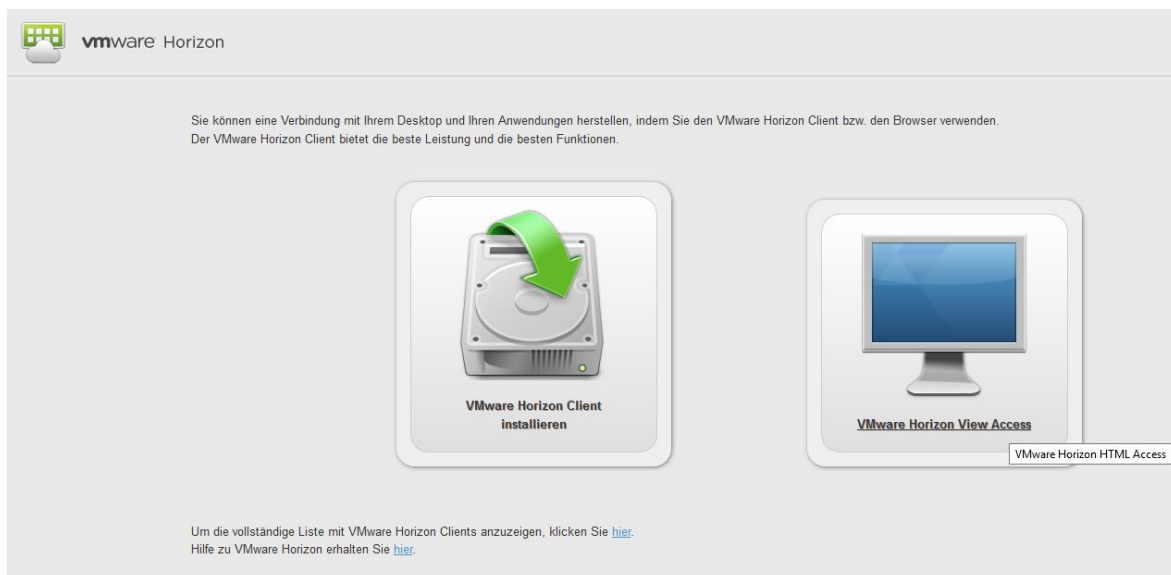 vmware Horizon
Sie können eine Verbindung mit Ihrem Desktop und Ihren Anwendungen herstellen, indem Sie den VMware Horizon Client bzw. den Browser verwenden.
Der VMware Horizon Client bietet die beste Leistung und die besten Funktionen.
VMware Horizon Client
installieren
VMware Horizon View Access
VMware Horizon HTML Access
Um die vollständige Liste mit VMware Horizon Clients anzuzeigen, klicken Sie hier.
Hilfe zu VMware Horizon erhalten Sie hier.